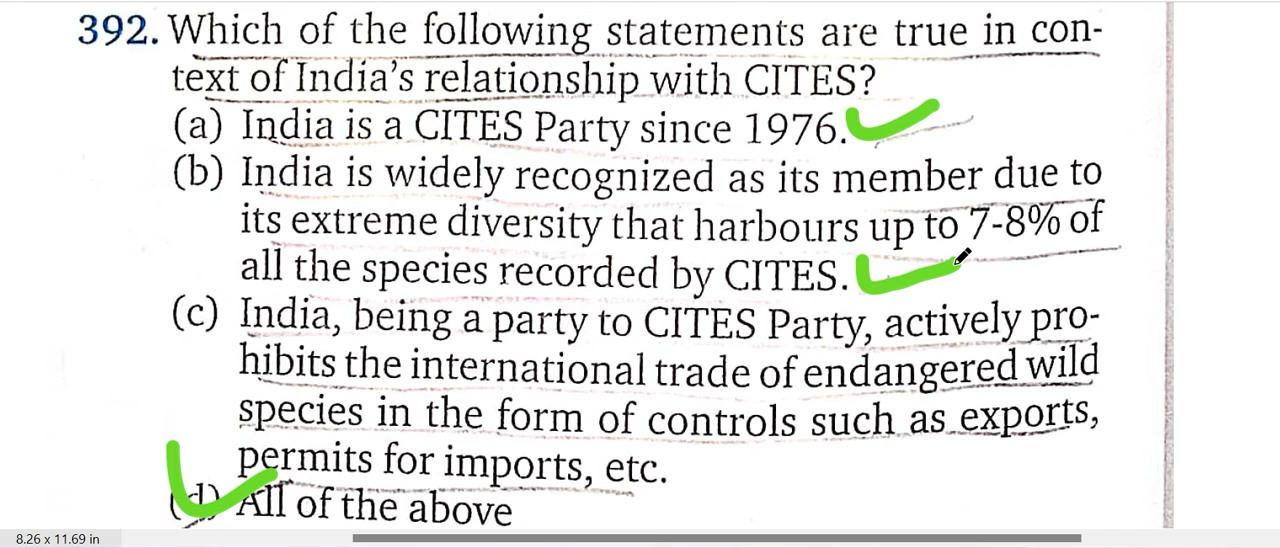 392. Which of the following statements are true in con-
text of India's relationship with CITES?
(a) India is a CITES Party since 1976.
(b) India is widely recognized as its member due to
its extreme diversity that harbours up to 7-8% of
all the species recorded by CITES.
(c) India, being a party to CITES Party, actively pro-
hibits the international trade of endangered wild
species in the form of controls such as exports,
permits for imports, etc.
(d) All of the above
8.26 x 11.69 in